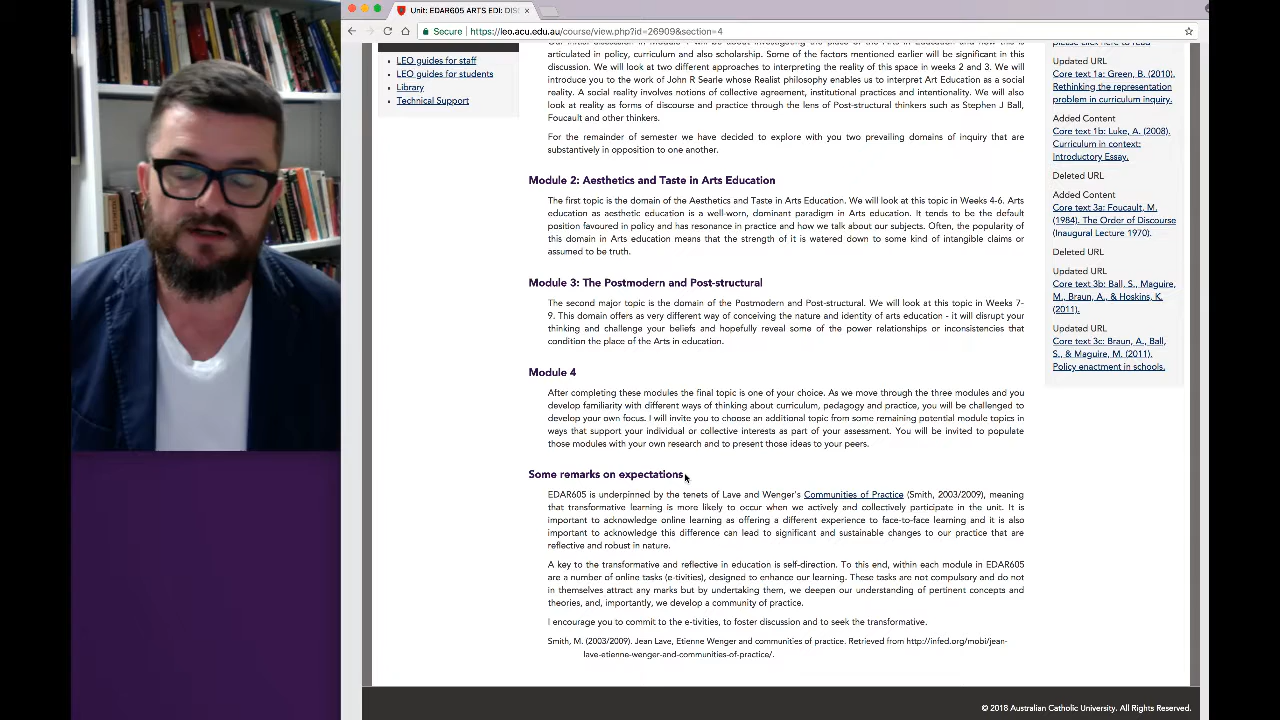 Unit: EDAR605 ARTS EDI: DIS
Secure
https://leo.acu.edu.au/course/view.php?id=26909&section=4
LEO guides for staff
LEO guides for students
Library
Technical Support
articulated in policy, curriculum and also scholarship. Some of the factors mentioned earlier will be significant in this
discussion. We will look at two different approaches to interpreting the reality of this space in weeks 2 and 3. We will
introduce you to the work of John R Searle whose Realist philosophy enables us to interpret Art Education as a social
reality. A social reality involves notions of collective agreement, institutional practices and intentionality. We will also
look at reality as forms of discourse and practice through the lens of Post-structural thinkers such as Stephen J Ball,
Foucault and other thinkers.
For the remainder of semester we have decided to explore with you two prevailing domains of inquiry that are
substantively in opposition to one another.
Module 2: Aesthetics and Taste in Arts Education
The first topic is the domain of the Aesthetics and Taste in Arts Education. We will look at this topic in Weeks 4-6. Arts
education as aesthetic education is a well-worn, dominant paradigm in Arts education. It tends to be the default
position favoured in policy and has resonance in practice and how we talk about our subjects. Often, the popularity of
this domain in Arts education means that the strength of it is watered down to some kind of intangible claims or
assumed to be truth.
Module 3: The Postmodern and Post-structural
The second major topic is the domain of the Postmodern and Post-structural. We will look at this topic in Weeks 7-
9. This domain offers as very different way of conceiving the nature and identity of arts education - it will disrupt your
thinking and challenge your beliefs and hopefully reveal some of the power relationships or inconsistencies that
condition the place of the Arts in education.
Module 4
After completing these modules the final topic is one of your choice. As we move through the three modules and you
develop familiarity with different ways of thinking about curriculum, pedagogy and practice, you will be challenged to
develop your own focus. I will invite you to choose an additional topic from some remaining potential module topics in
ways that support your individual or collective interests as part of your assessment. You will be invited to populate
those modules with your own research and to present those ideas to your peers.
Some remarks on expectations
EDAR605 is underpinned by the tenets of Lave and Wenger's Communities of Practice (Smith, 2003/2009), meaning
that transformative learning is more likely to occur when we actively and collectively participate in the unit. It is
important to acknowledge online learning as offering a different experience to face-to-face learning and it is also
important to acknowledge this difference can lead to significant and sustainable changes to our practice that are
reflective and robust in nature.
A key to the transformative and reflective in education is self-direction. To this end, within each module in EDAR605
are a number of online tasks (e-tivities), designed to enhance our learning. These tasks are not compulsory and do not
in themselves attract any marks but by undertaking them, we deepen our understanding of pertinent concepts and
theories, and, importantly, we develop a community of practice.
I encourage you to commit to the e-tivities, to foster discussion and to seek the transformative.
Smith, M. (2003/2009). Jean Lave, Etienne Wenger and communities of practice. Retrieved from http://infed.org/mobi/jean-
lave-etienne-wenger-and-communities-of-practice/.
please click here to read
Updated URL
Core text 1a: Green, B. (2010).
Rethinking the representation
problem in curriculum inquiry.
Added Content
Core text 1b: Luke, A. (2008).
Curriculum in context:
Introductory Essay.
Deleted URL
Added Content
Core text 3a: Foucault, M.
(1984). The Order of Discourse
(Inaugural Lecture 1970).
Deleted URL
Updated URL
Core text 3b: Ball, S., Maguire,
M., Braun, A., & Hoskins, K.
(2011).
Updated URL
Core text 3c: Braun, A., Ball,
S., & Maguire, M. (2011).
Policy enactment in schools.
© 2018 Australian Catholic University. All Rights Reserved.